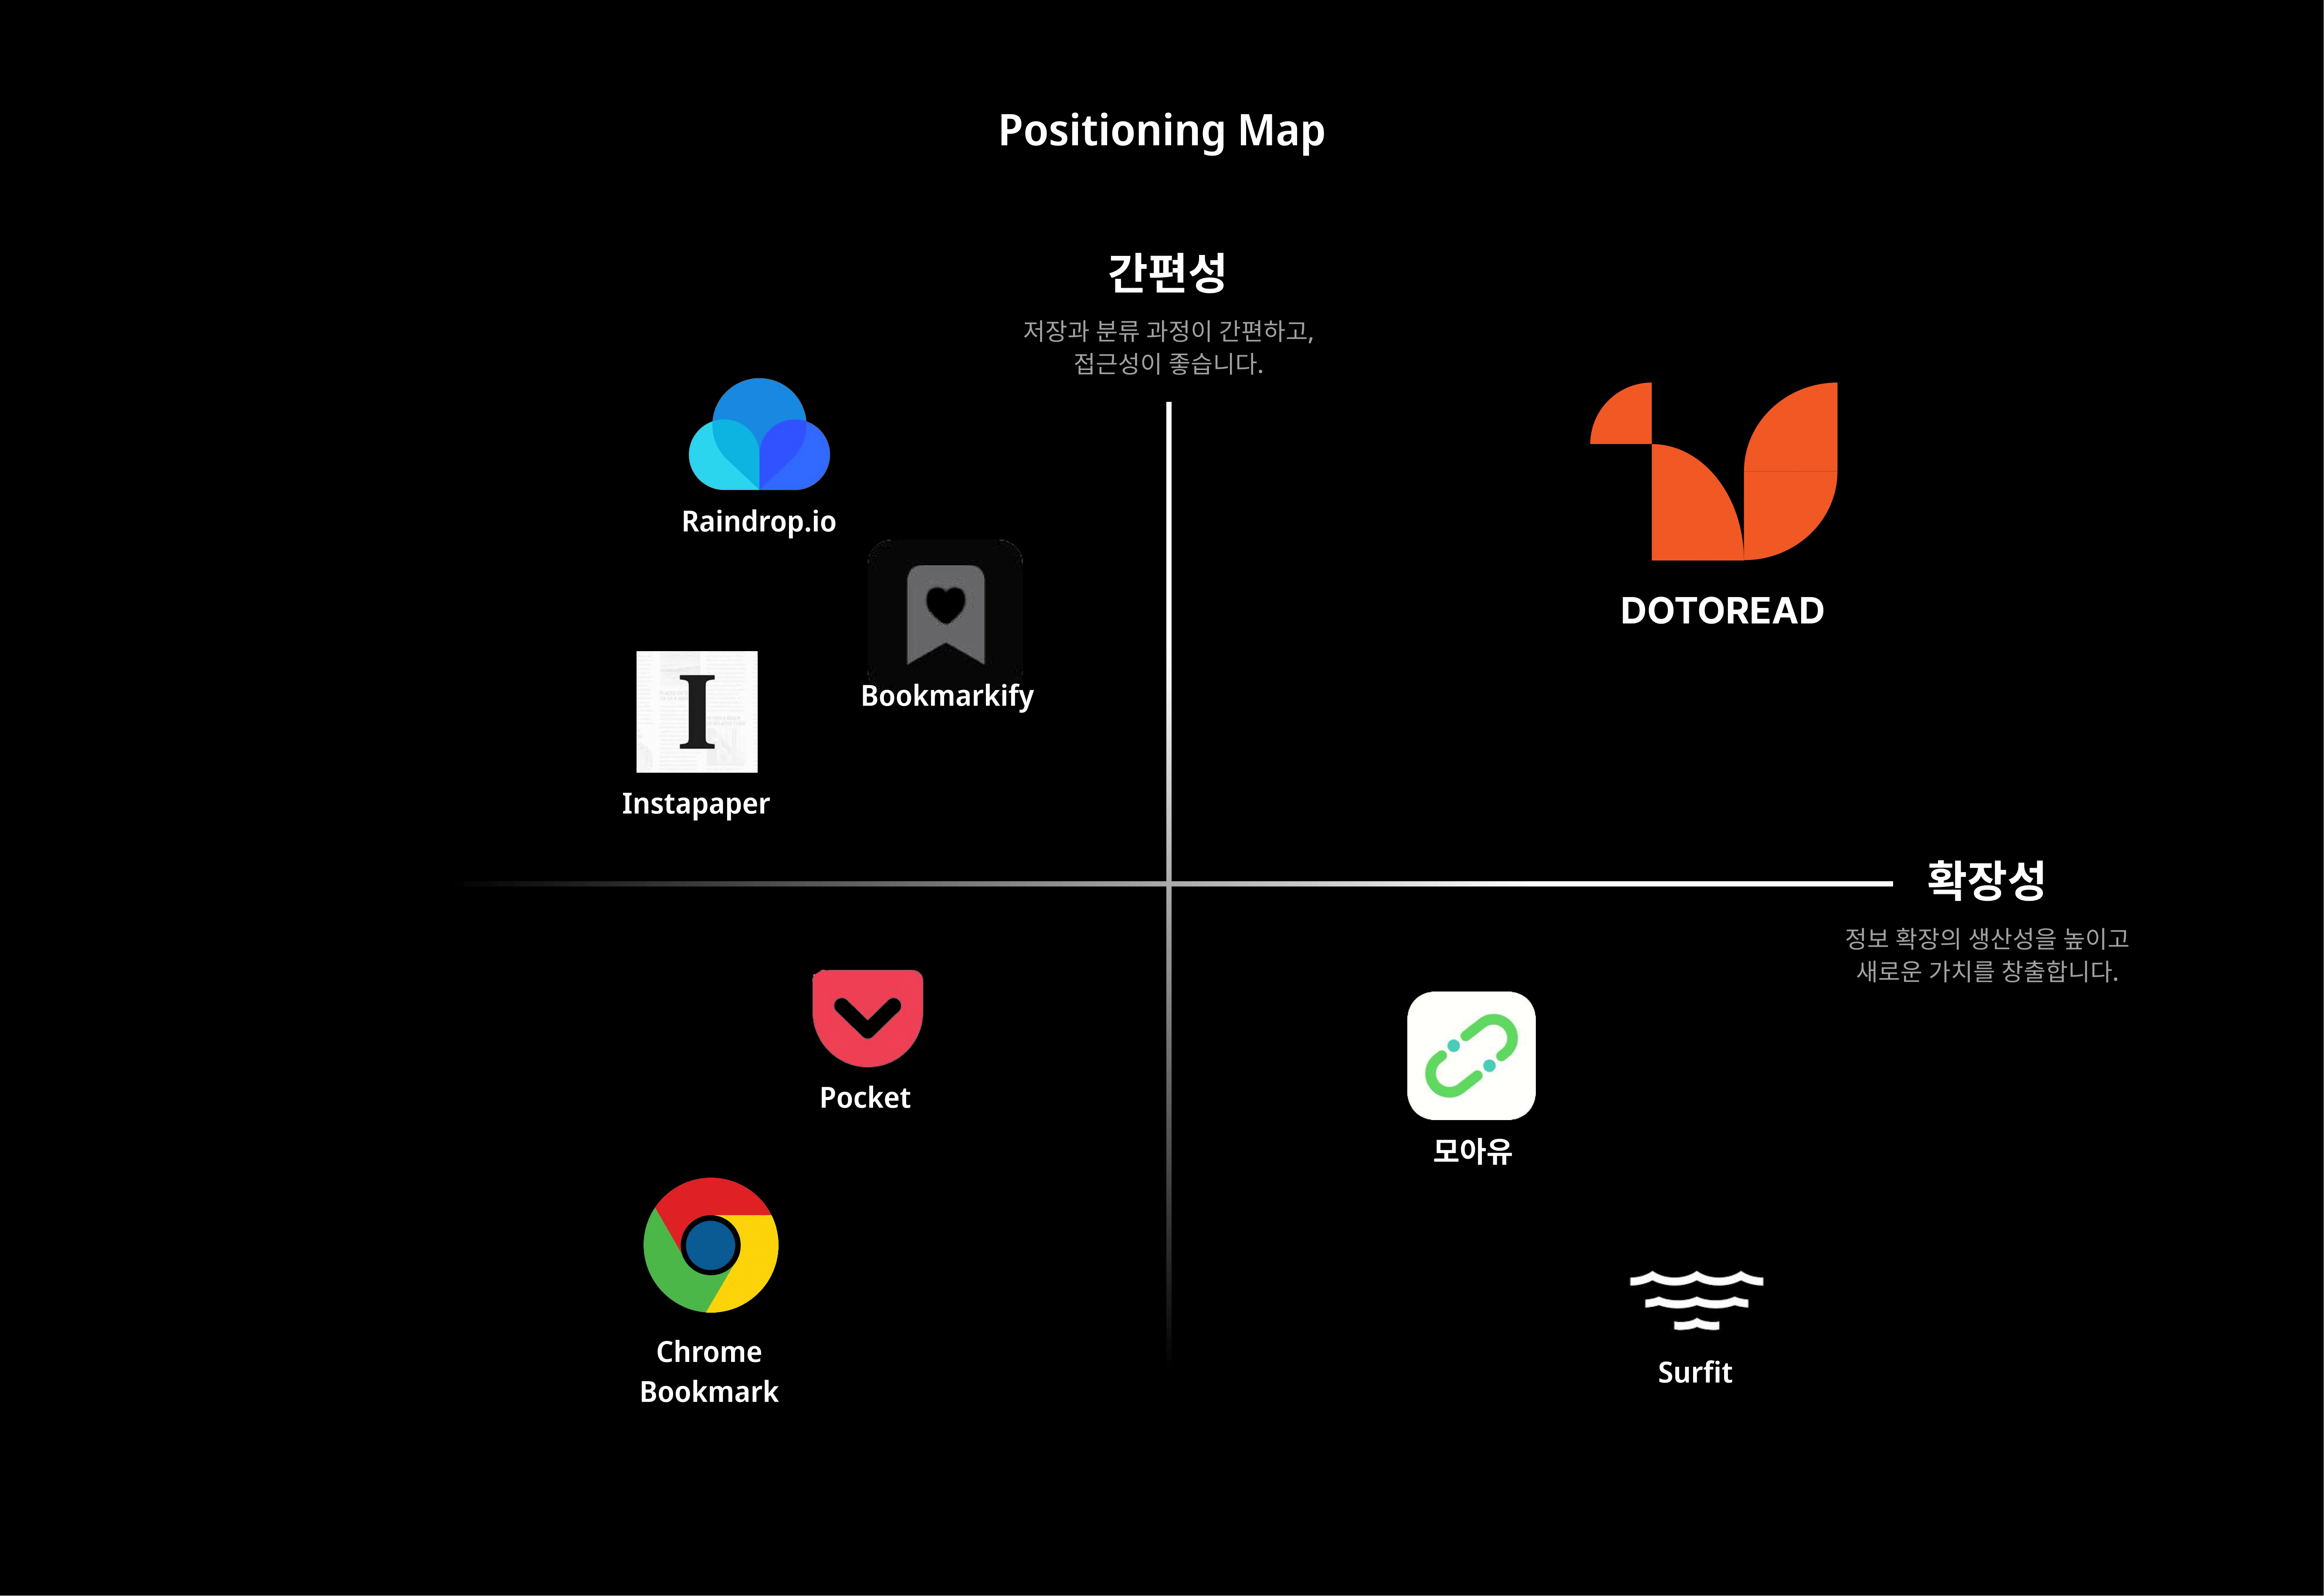 Positioning Map
간편성
저장과 분류 과정이 간편하고,
접근성이 좋습니다.
Raindrop.io
DOTOREAD
Bookmarkify
I
Instapaper
확장성
정보 확장의 생산성을 높이고
새로운 가치를 창출합니다.
Pocket
모아유
Chrome
Bookmark
Surfit